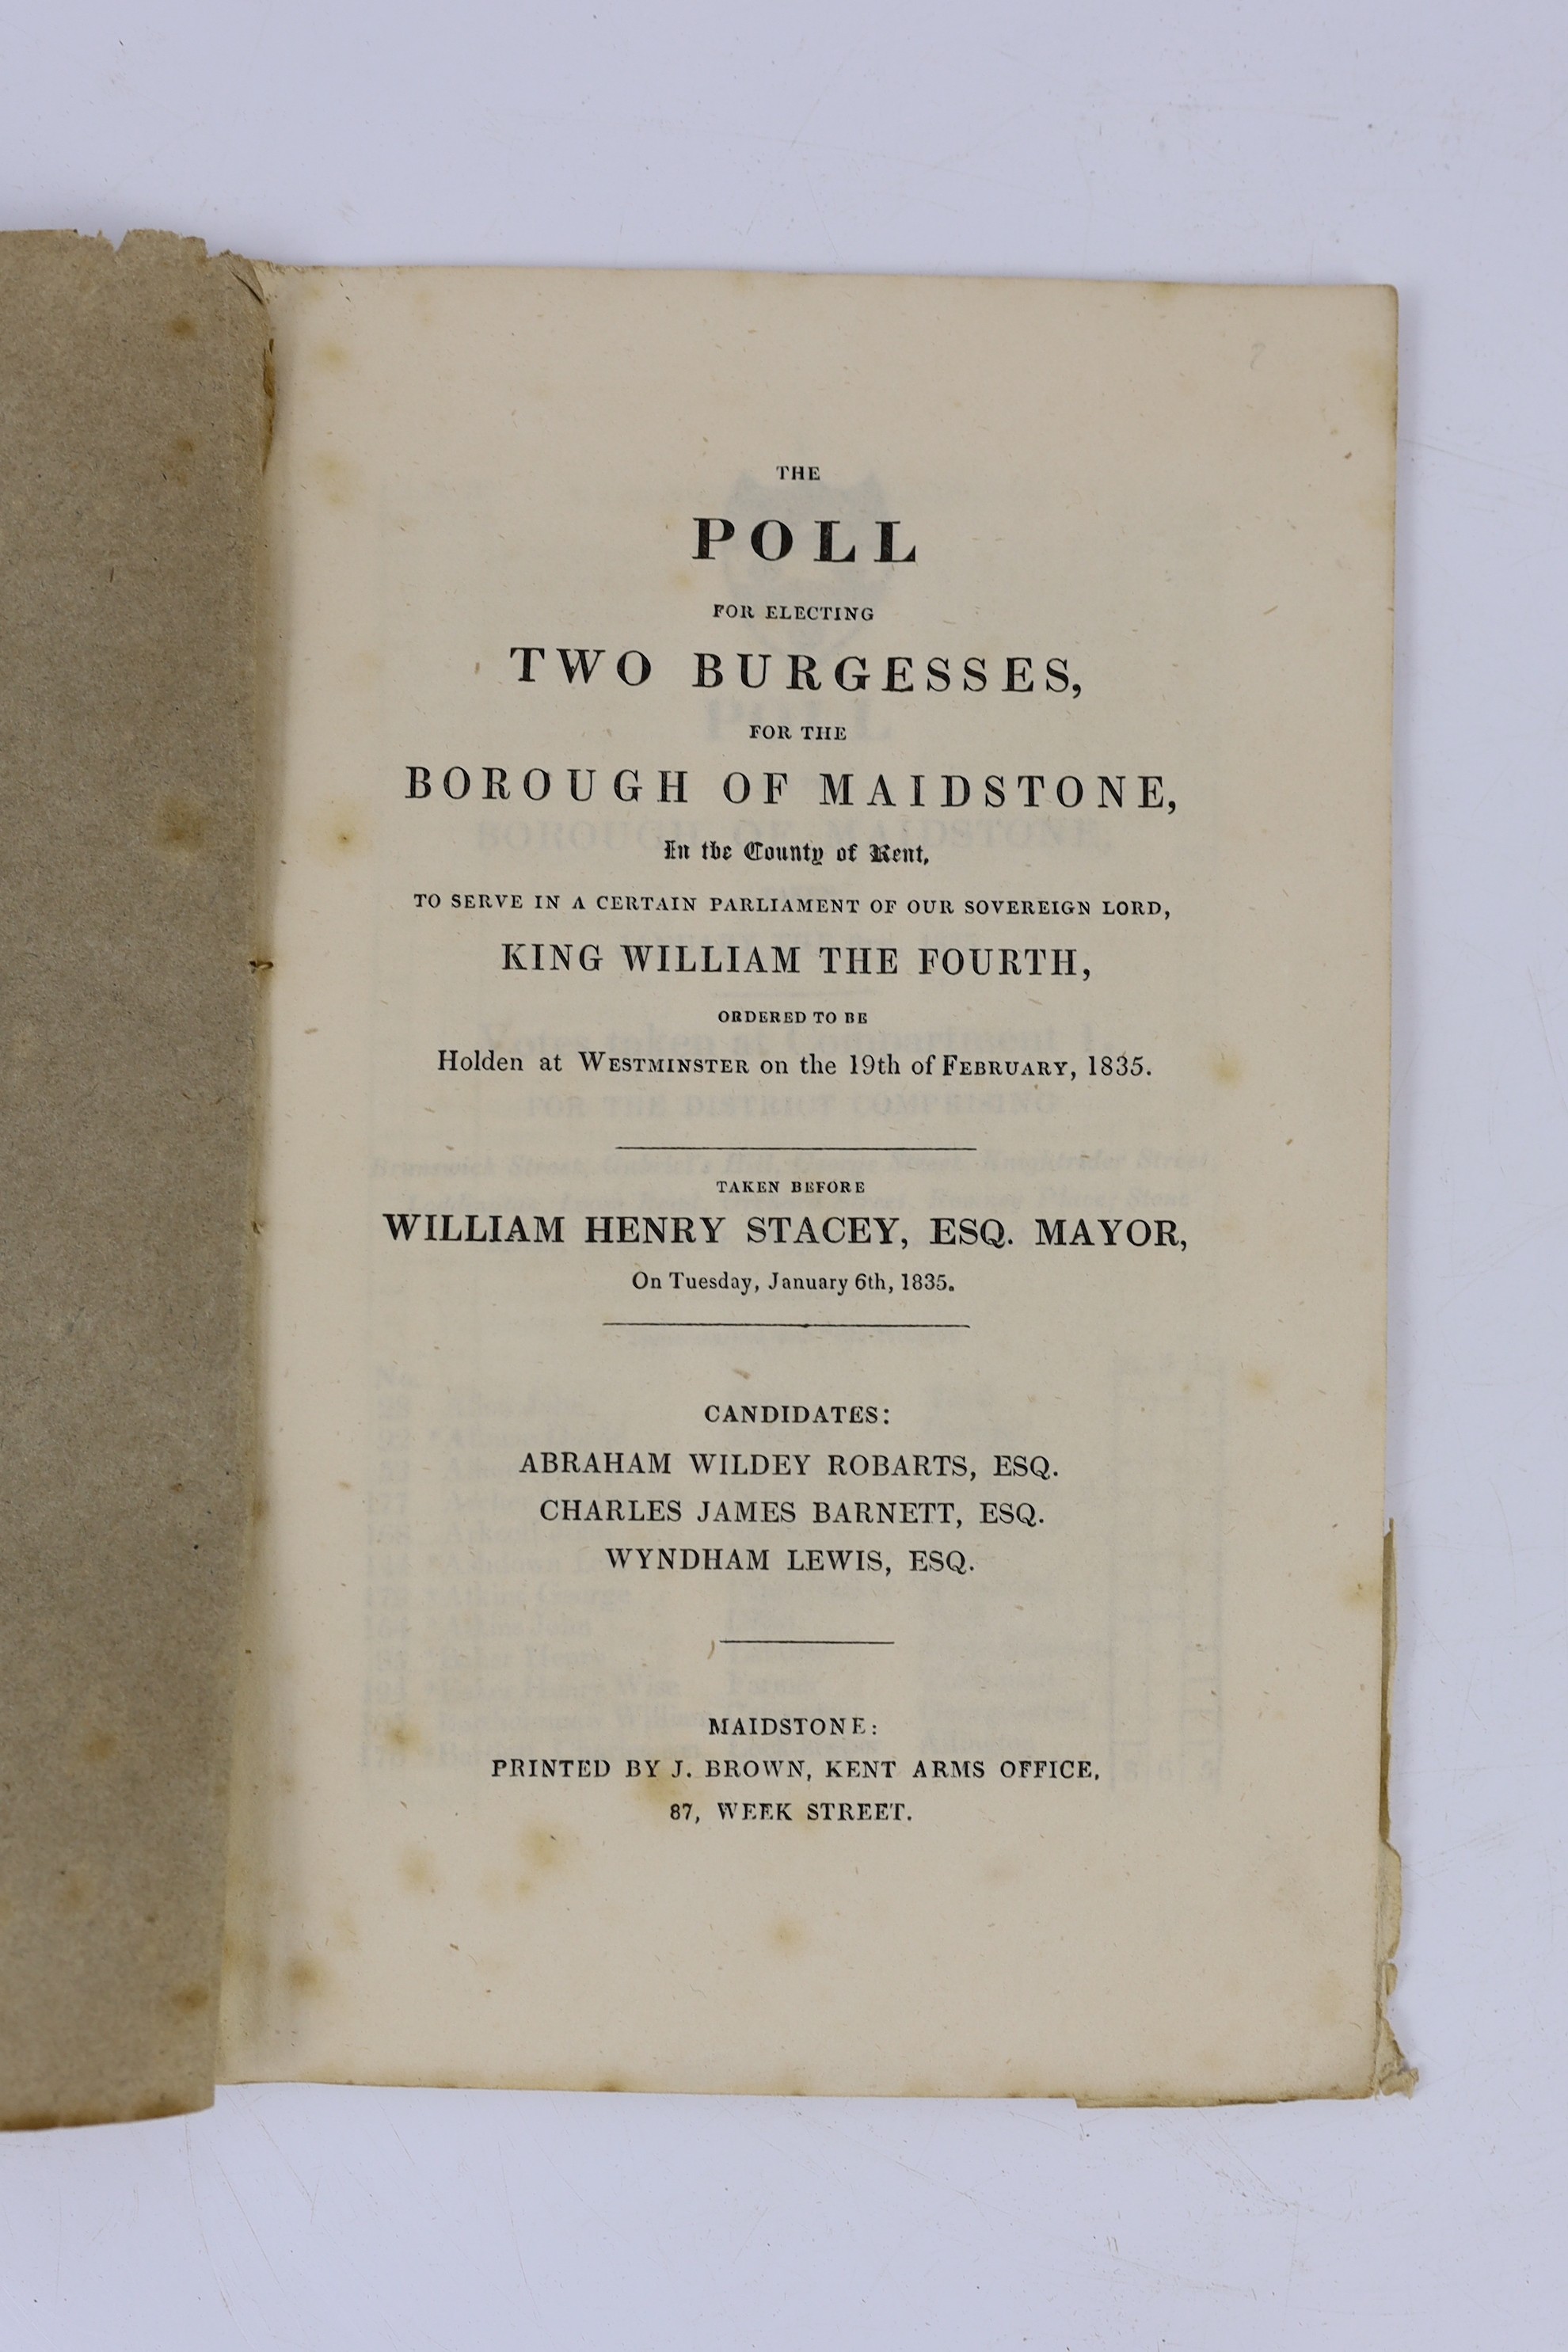 THE
POLL
FOR ELECTING
TWO BURGESSES,
FOR THE
BOROUGH OF MAIDSTONE,
In the County of Kent,
TO SERVE IN A CERTAIN PARLIAMENT OF OUR SOVEREIGN LORD,
KING WILLIAM THE FOURTH,
ORDERED TO BE
Holden at WESTMINSTER on the 19th of FEBRUARY, 1835.
TAKEN BEFORE
WILLIAM HENRY STACEY, ESQ. MAYOR,
On Tuesday, January 6th, 1835.
CANDIDATES:
ABRAHAM WILDEY ROBARTS, ESQ.
CHARLES JAMES BARNETT, ESQ.
WYNDHAM LEWIS, ESQ.
MAIDSTONE:
PRINTED BY J. BROWN, KENT ARMS OFFICE,
87, WEEK STREET.